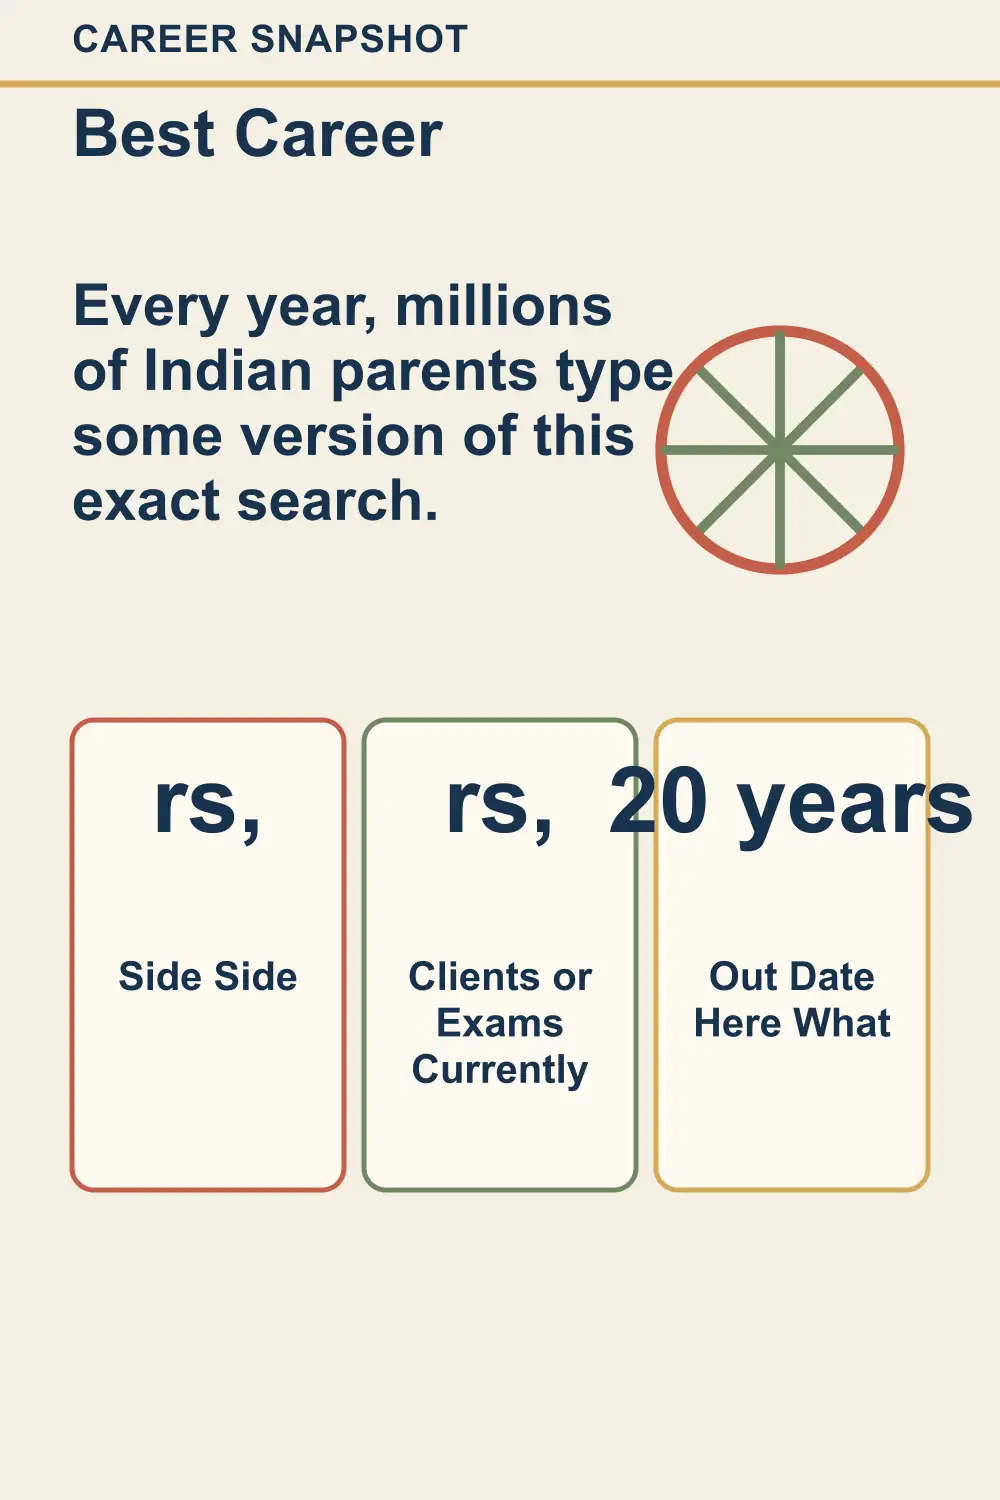 CAREER SNAPSHOT
Best Career
Every year, millions
of Indian parents type
some version of this
exact search.
rs,
Side Side
rs,
Clients or
Exams
Currently
20 years
Out Date
Here What